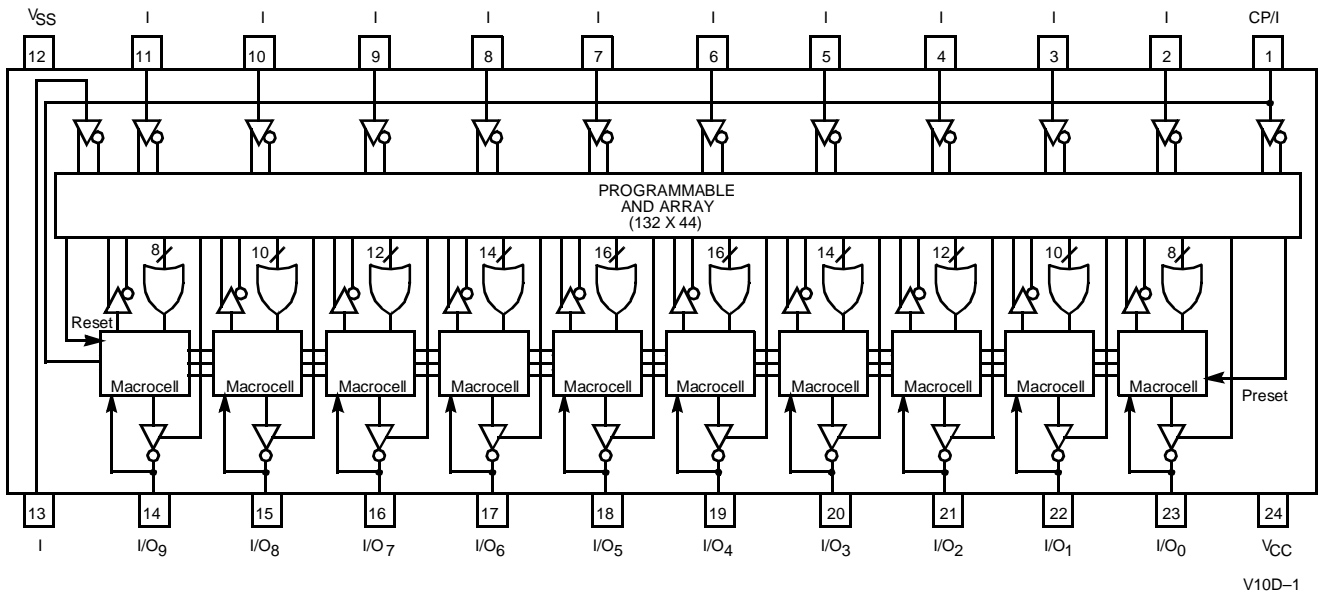 VSS I I I I I I I I I I CP/I
12 11 10 9 8 7 6 5 4 3 2 1
PROGRAMMABLE
AND ARRAY
(132 X 44)
8 10 12 14 16 16 14 12 10 8
Reset
Macrocell Macrocell Macrocell Macrocell Macrocell Macrocell Macrocell Macrocell Macrocell Macrocell
Preset
13 14 15 16 17 18 19 20 21 22 23 24
I I/O9 I/O8 I/O7 I/O6 I/O5 I/O4 I/O3 I/O2 I/O1 I/O0 VCC
V10D–1